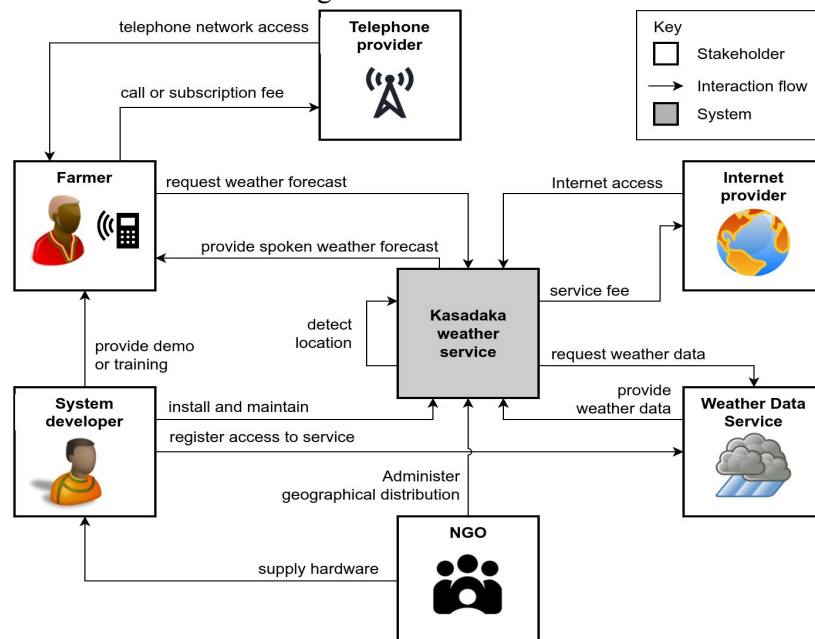 telephone network access
Telephone
provider
call or subscription fee
Key
Stakeholder
Interaction flow
System
Farmer
request weather forecast
provide spoken weather forecast
Internet access
Internet
provider
service fee
detect
location
Kasadaka
weather
service
provide demo
or training
request weather data
provide
weather data
System
developer
install and maintain
register access to service
Weather Data
Service
Administer
geographical distribution
NGO
supply hardware